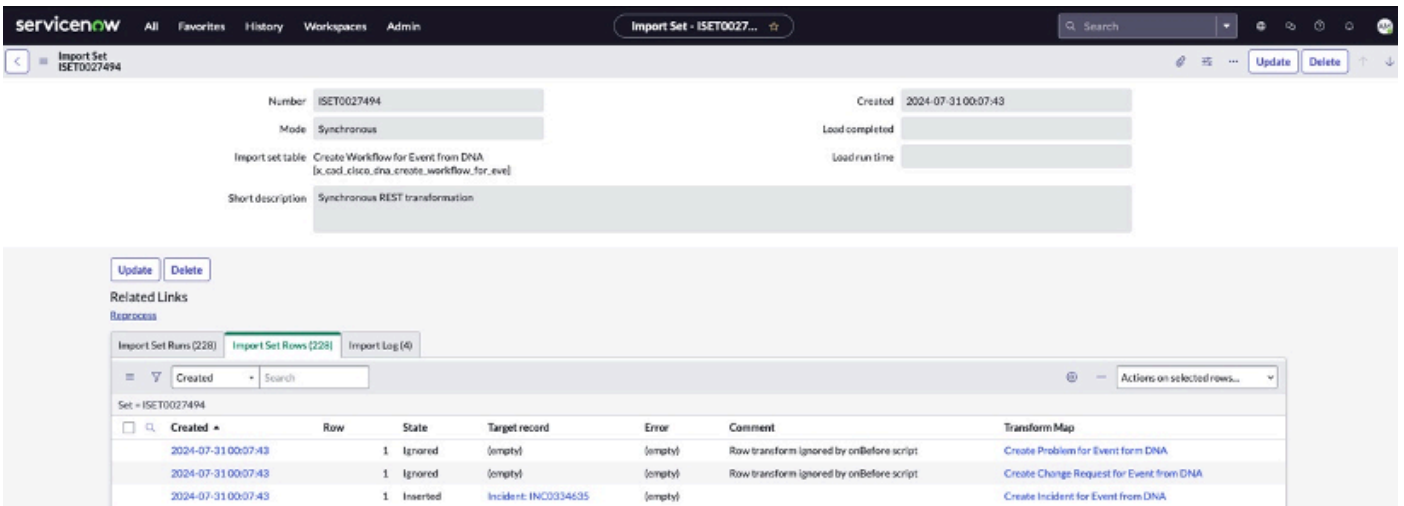 servicenow All Favorites History Workspaces Admin Import Set - ISET0027... Search
Import Set
ISET0027494
Update Delete
Number ISET0027494 Created 2024-07-31 00:07:43
Mode Synchronous Load completed
Import set table Create Workflow for Event from DNA Load run time
[x_caci_cisco_dna_create_workflow_for_eve]
Short description Synchronous REST transformation
Update Delete
Related Links
Reprocess
Import Set Runs (228) Import Set Rows (228) Import Log (4)
Created Search Actions on selected rows...
Set = ISET0027494
Created Row State Target record Error Comment Transform Map
2024-07-31 00:07:43 1 Ignored (empty) (empty) Row transform ignored by onBefore script Create Problem for Event form DNA
2024-07-31 00:07:43 1 Ignored (empty) (empty) Row transform ignored by onBefore script Create Change Request for Event from DNA
2024-07-31 00:07:43 1 Inserted Incident: INC0334635 (empty) Create Incident for Event from DNA